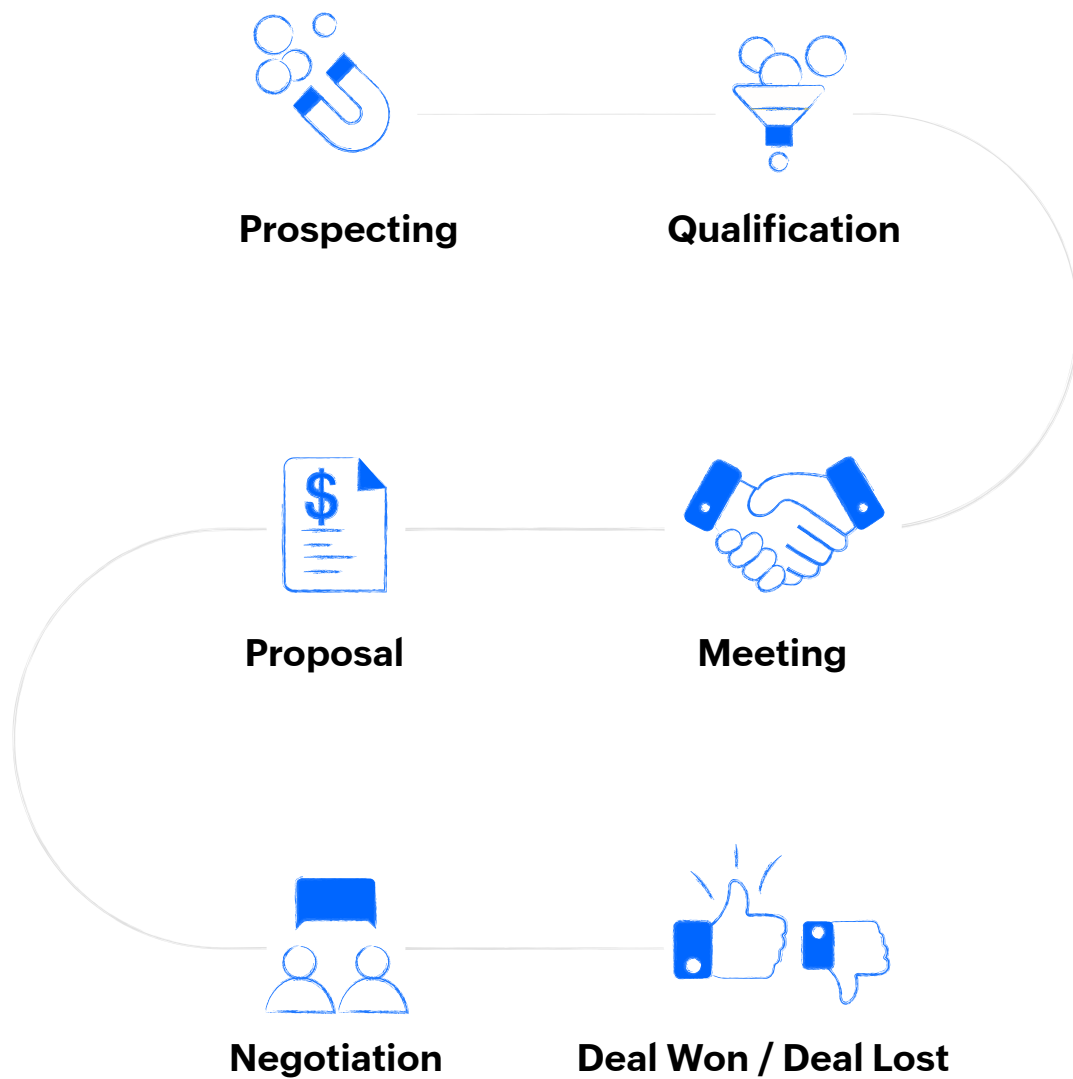 Prospecting
Qualification
Proposal
Meeting
Negotiation
Deal Won / Deal Lost
$